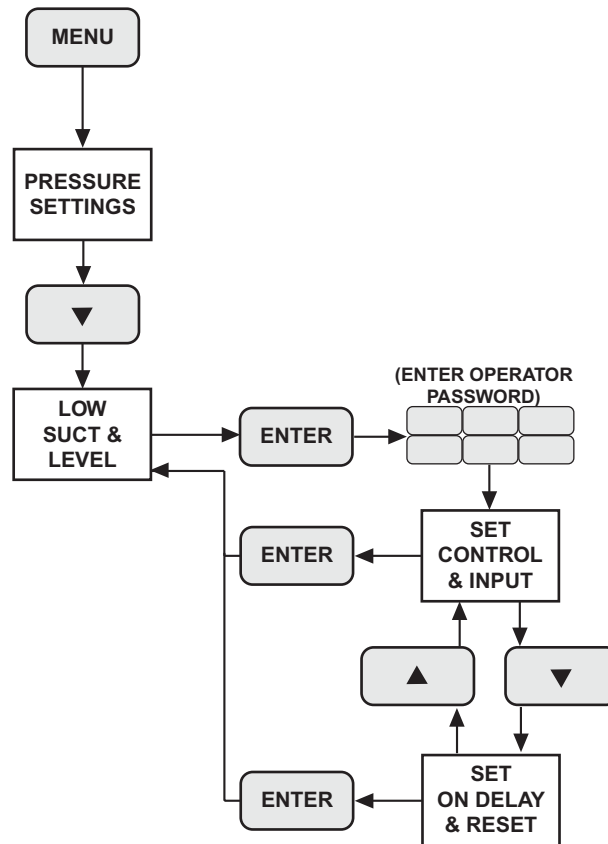 MENU
PRESSURE
SETTINGS
▼
LOW
SUCT &
LEVEL
ENTER
(ENTER OPERATOR
PASSWORD)
SET
CONTROL
& INPUT
ENTER
▲
▼
SET
ON DELAY
& RESET
ENTER